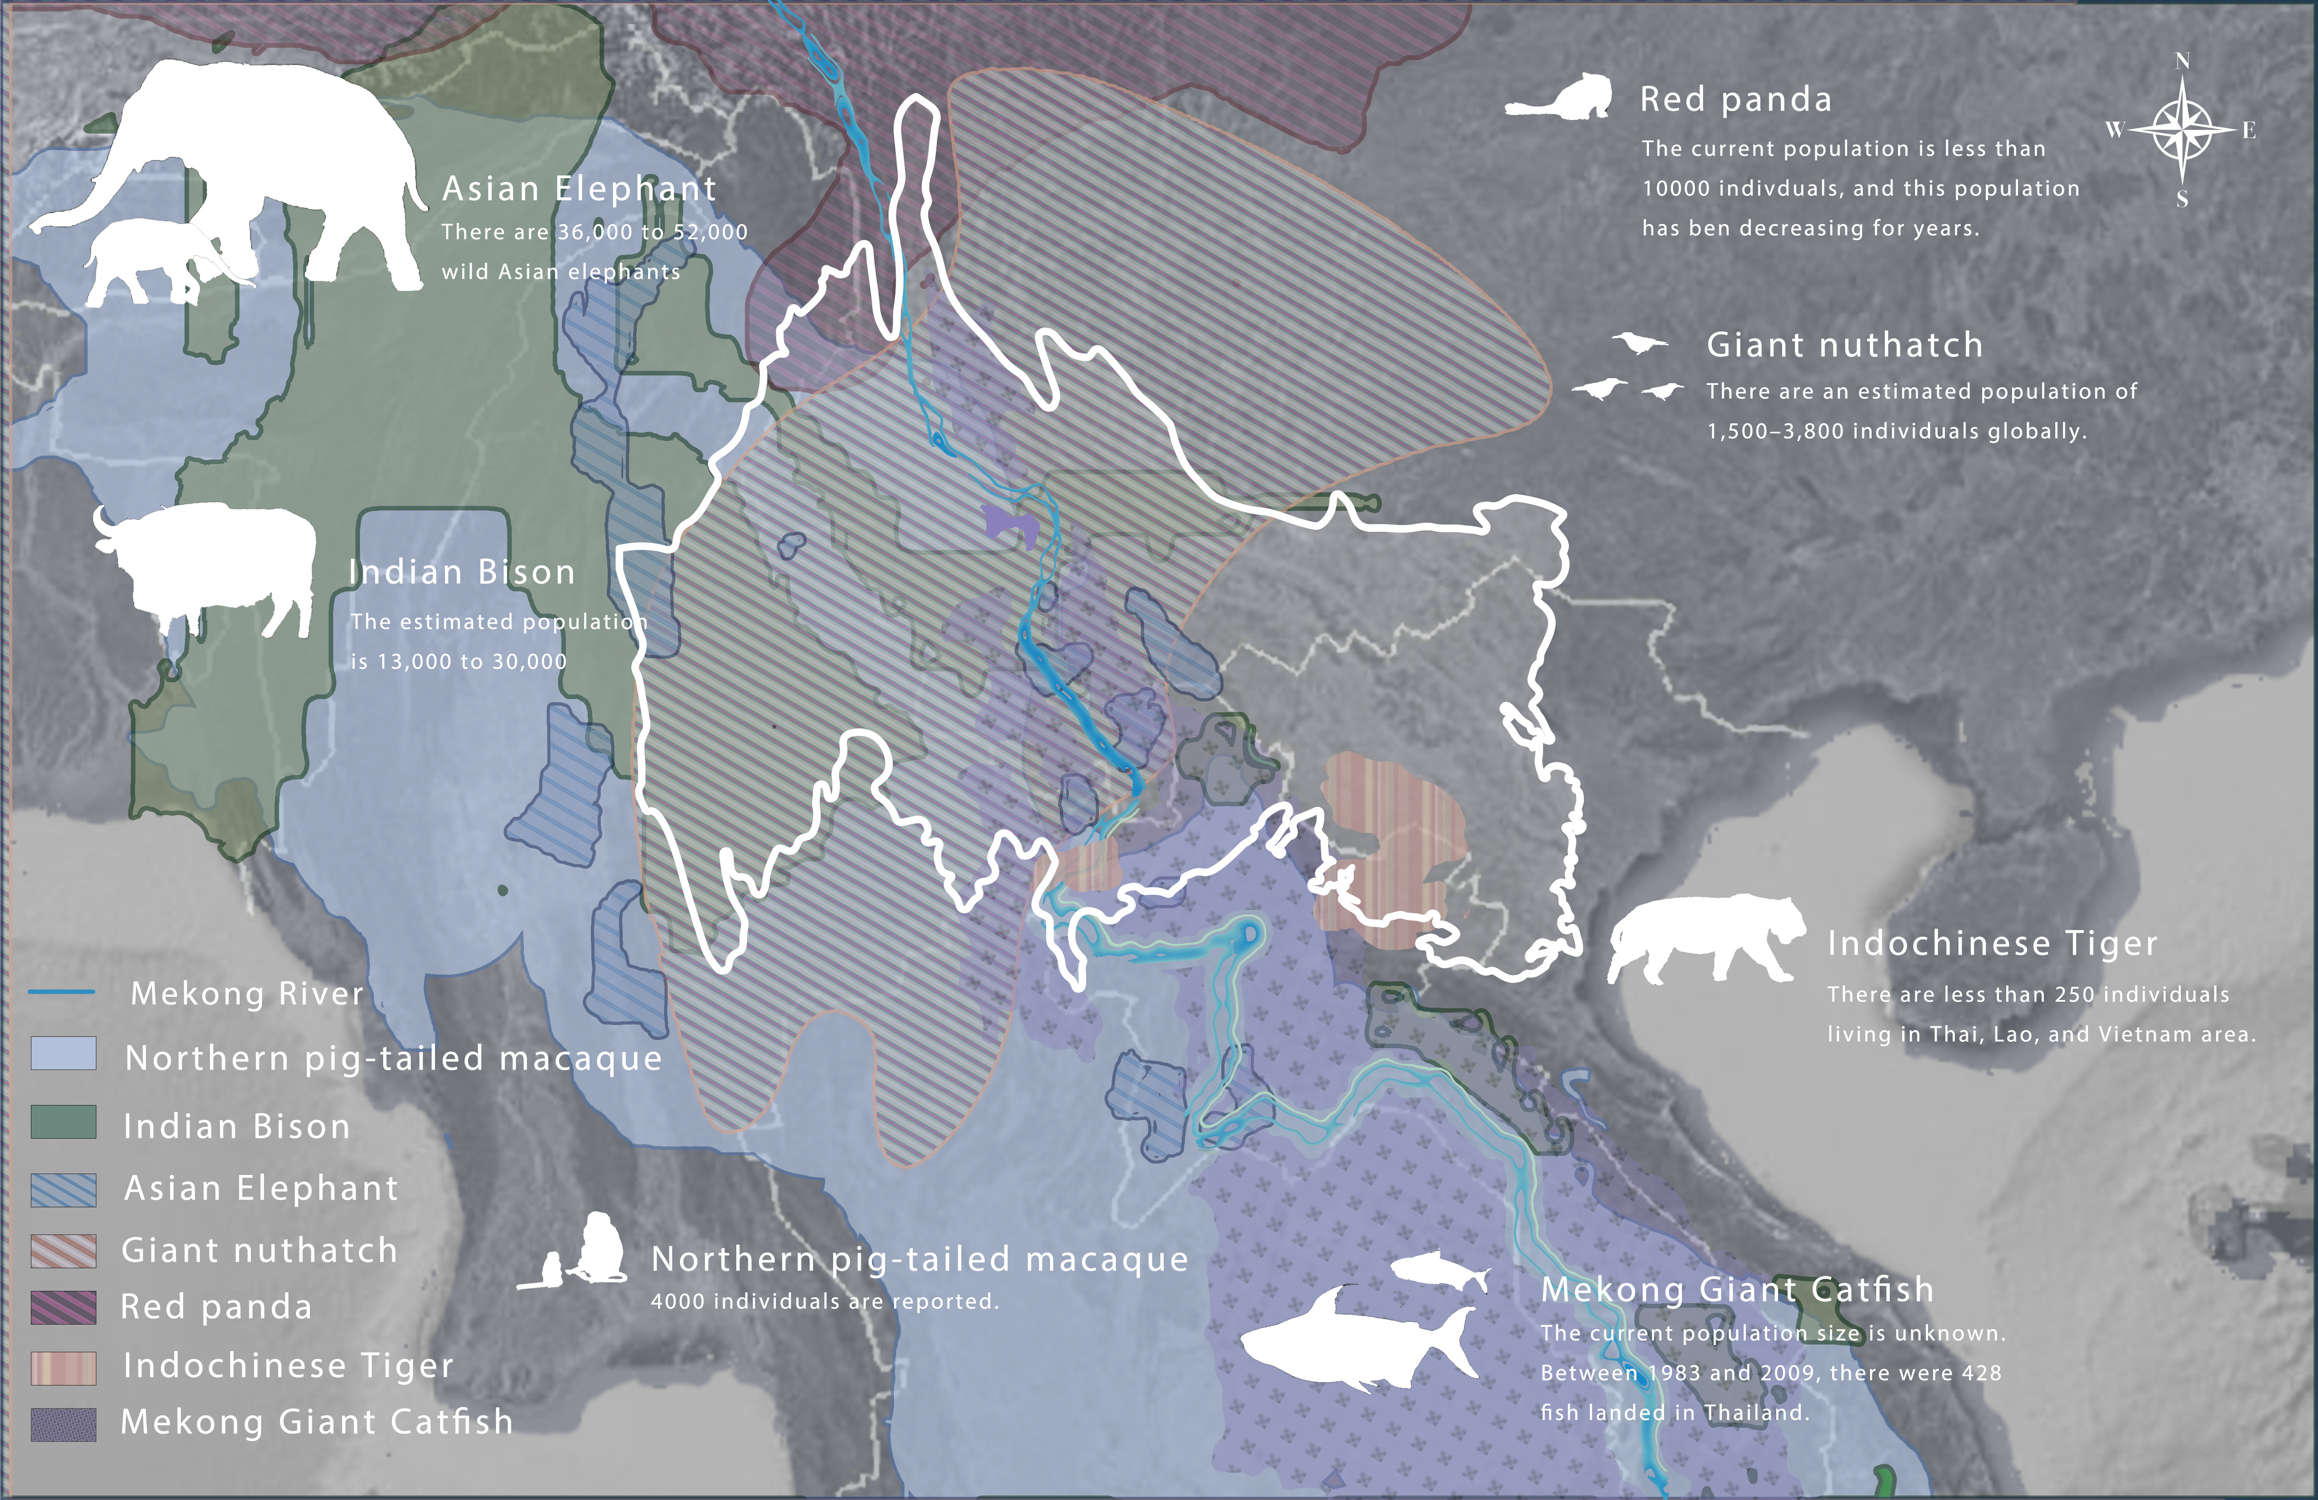 N
W E
S
Red panda
The current population is less than
10000 indivduals, and this population
has ben decreasing for years.
Asian Elephant
There are 36,000 to 52,000
wild Asian elephants
Giant nuthatch
There are an estimated population of
1,500–3,800 individuals globally.
Indian Bison
The estimated population
is 13,000 to 30,000
Indochinese Tiger
There are less than 250 individuals
living in Thai, Lao, and Vietnam area.
Mekong River
Northern pig-tailed macaque
Indian Bison
Asian Elephant
Giant nuthatch
Red panda
Indochinese Tiger
Mekong Giant Catfish
Northern pig-tailed macaque
4000 individuals are reported.
Mekong Giant Catfish
The current population size is unknown.
Between 1983 and 2009, there were 428
fish landed in Thailand.